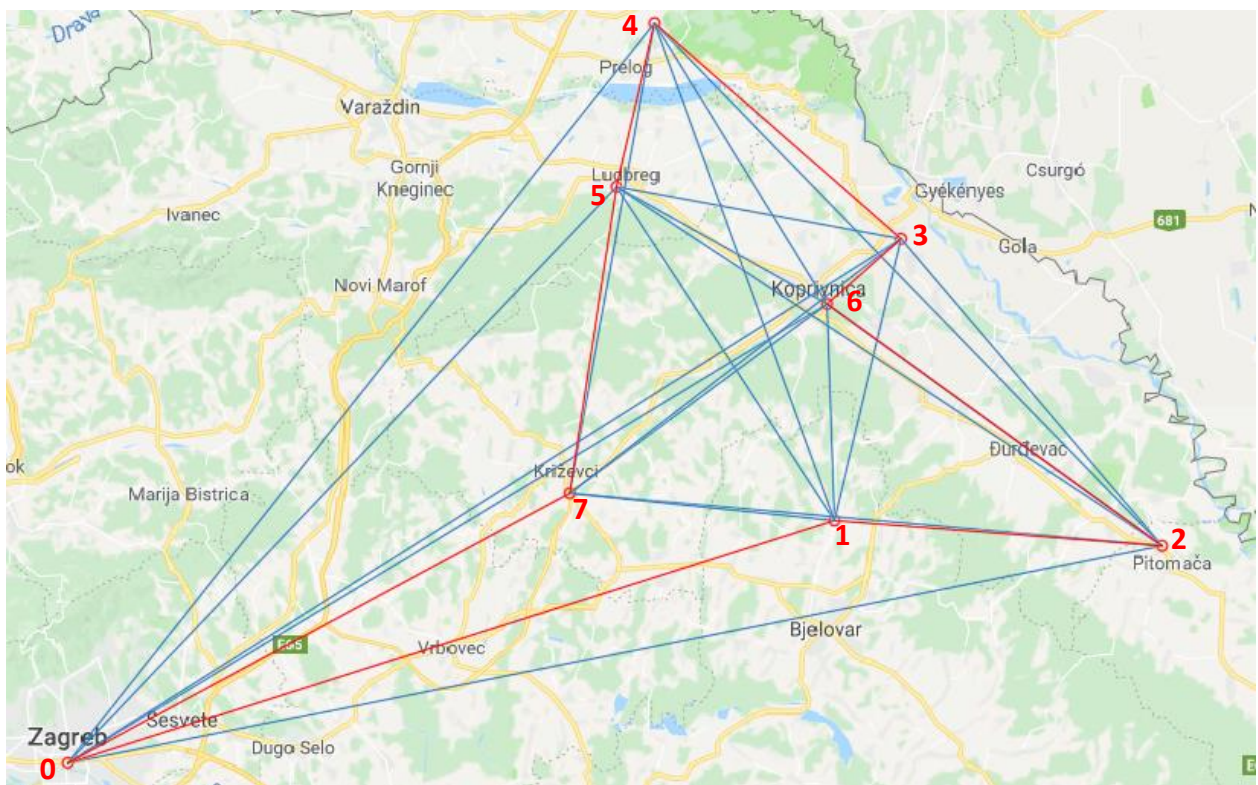 Drava
4
Prelog
Varaždin
Gornji
Kneginec
Ludbreg
5
Csurgó
Gyékényes
Ivanec
681
3
Gola
Novi Marof
Koprivnica
6
Đurđevac
Križevci
Marija Bistrica
7
1
2
Pitomača
Bjelovar
E65
Vrbovec
Sesvete
Zagreb
Dugo Selo
0